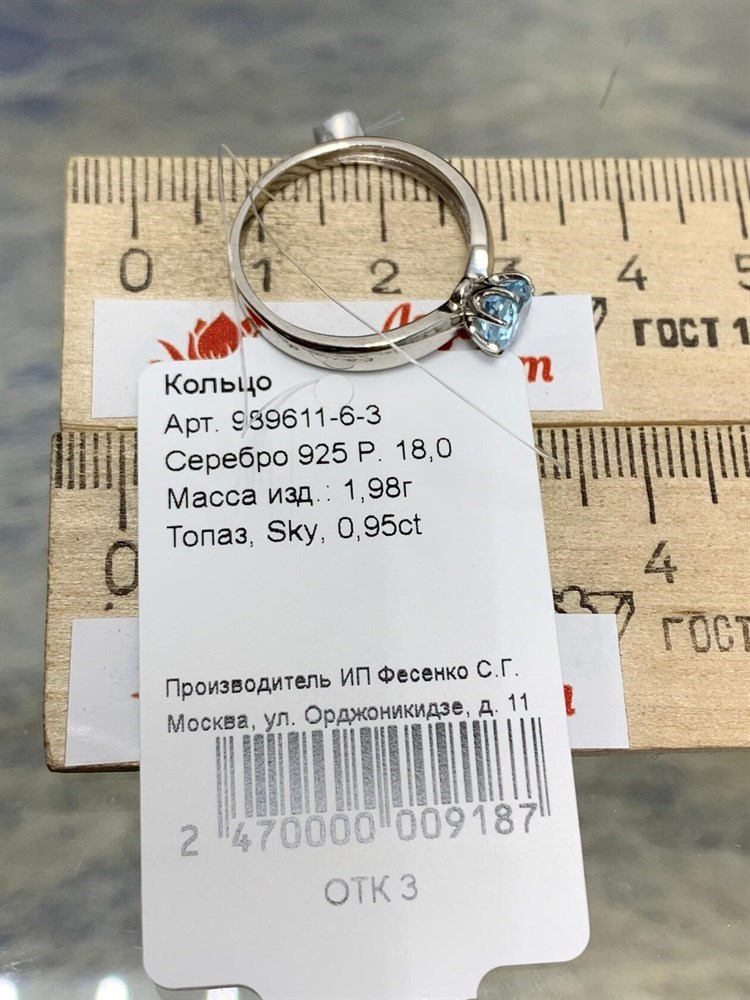 0 1 2 3 4 5
ГОСТ 1
Кольцо
Арт. 989611-6-3
Серебро 925 Р. 18,0
Масса изд.: 1,98г
Топаз, Sky, 0,95ct
0 4
ГОСТ
Производитель ИП Фесенко С.Г.
Москва, ул. Орджоникидзе, д. 11
2 470000 009187
ОТК 3